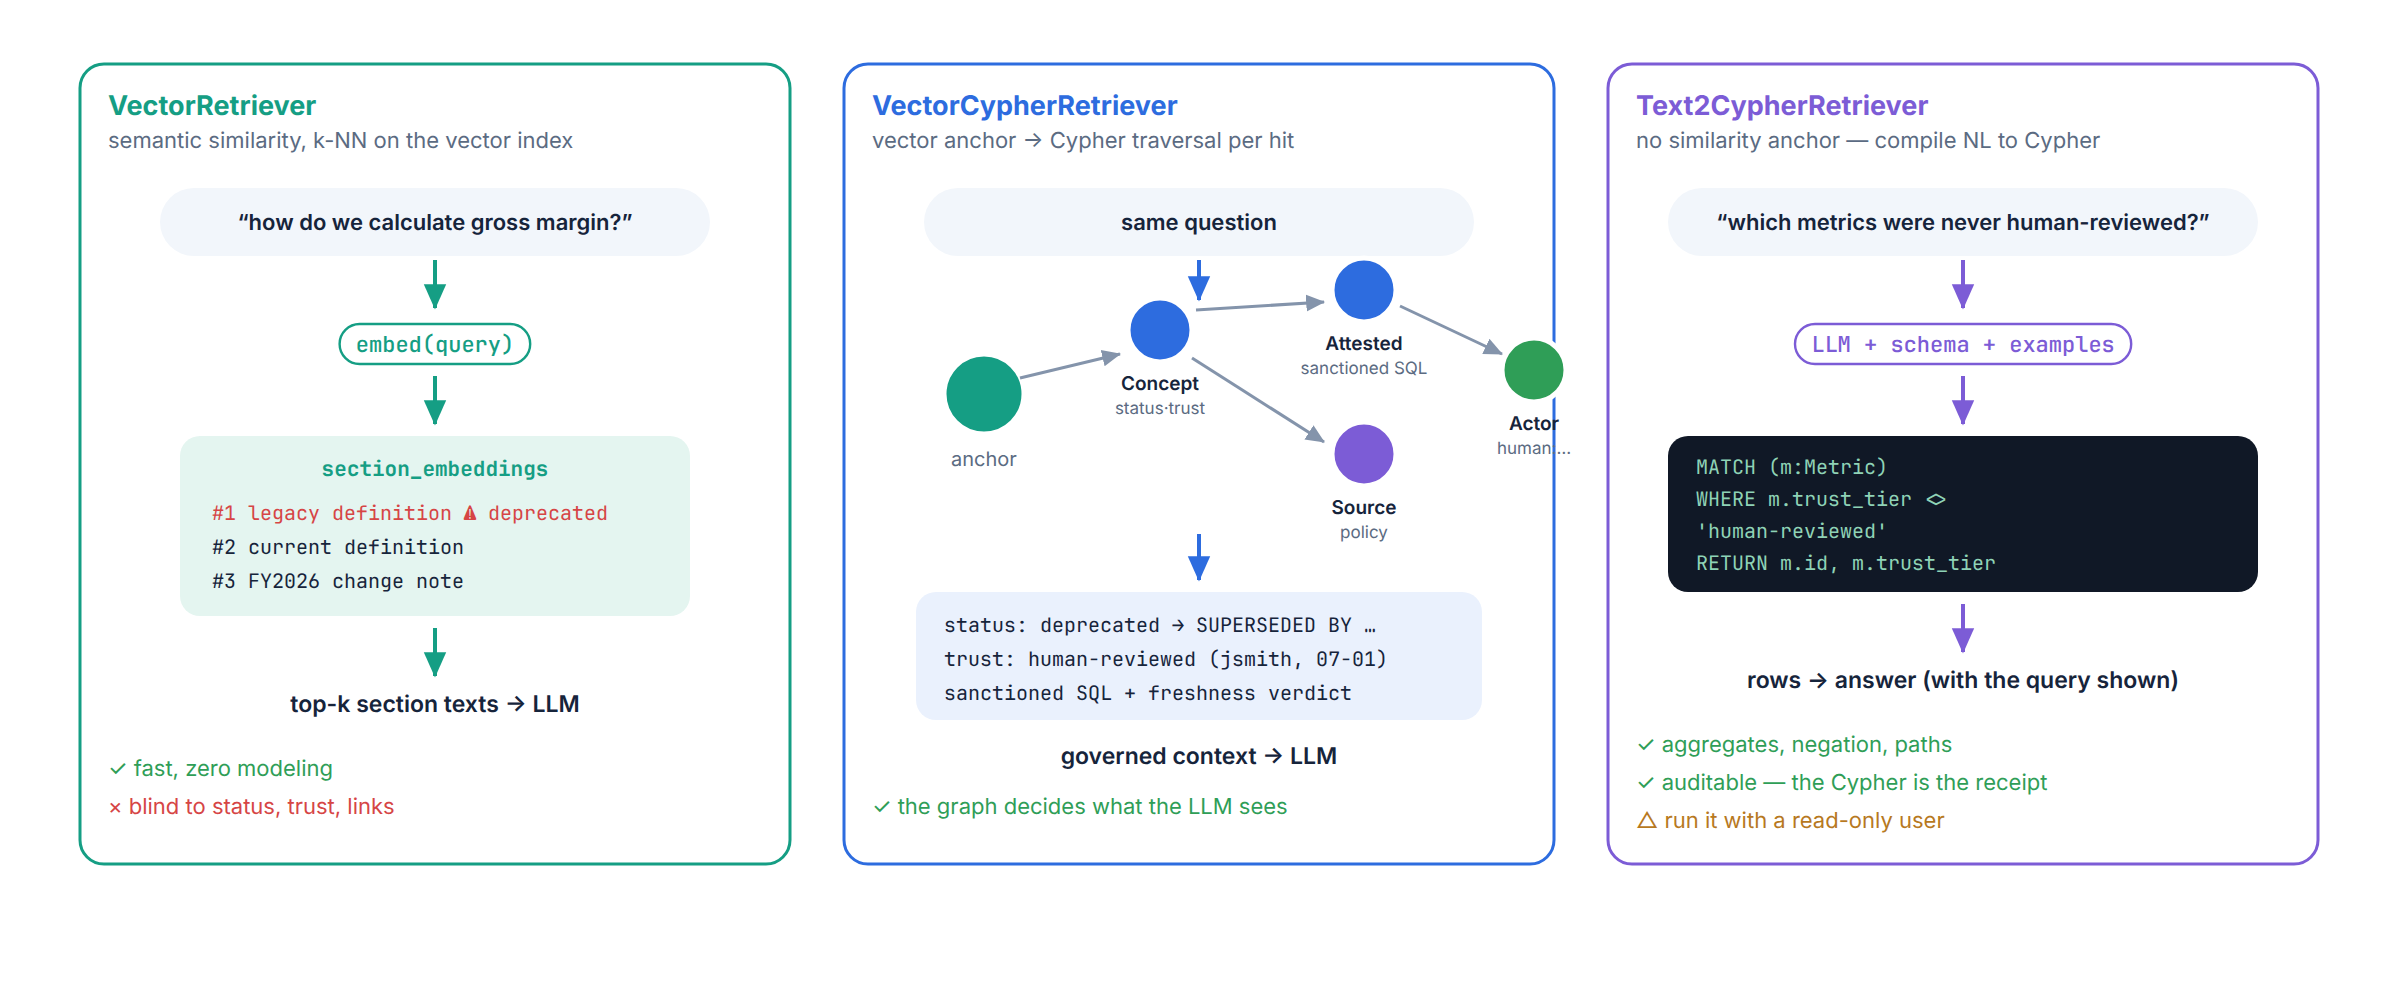 VectorRetriever
semantic similarity, k-NN on the vector index
“how do we calculate gross margin?”
embed(query)
section_embeddings
#1 legacy definition ⚠ deprecated
#2 current definition
#3 FY2026 change note
top-k section texts → LLM
✓ fast, zero modeling
× blind to status, trust, links
VectorCypherRetriever
vector anchor → Cypher traversal per hit
same question
Attested
sanctioned SQL
Concept
status·trust
Actor
human …
anchor
Source
policy
status: deprecated → SUPERSEDED BY …
trust: human-reviewed (jsmith, 07-01)
sanctioned SQL + freshness verdict
governed context → LLM
✓ the graph decides what the LLM sees
Text2CypherRetriever
no similarity anchor — compile NL to Cypher
“which metrics were never human-reviewed?”
LLM + schema + examples
MATCH (m:Metric)
WHERE m.trust_tier <>
'human-reviewed'
RETURN m.id, m.trust_tier
rows → answer (with the query shown)
✓ aggregates, negation, paths
✓ auditable — the Cypher is the receipt
△ run it with a read-only user